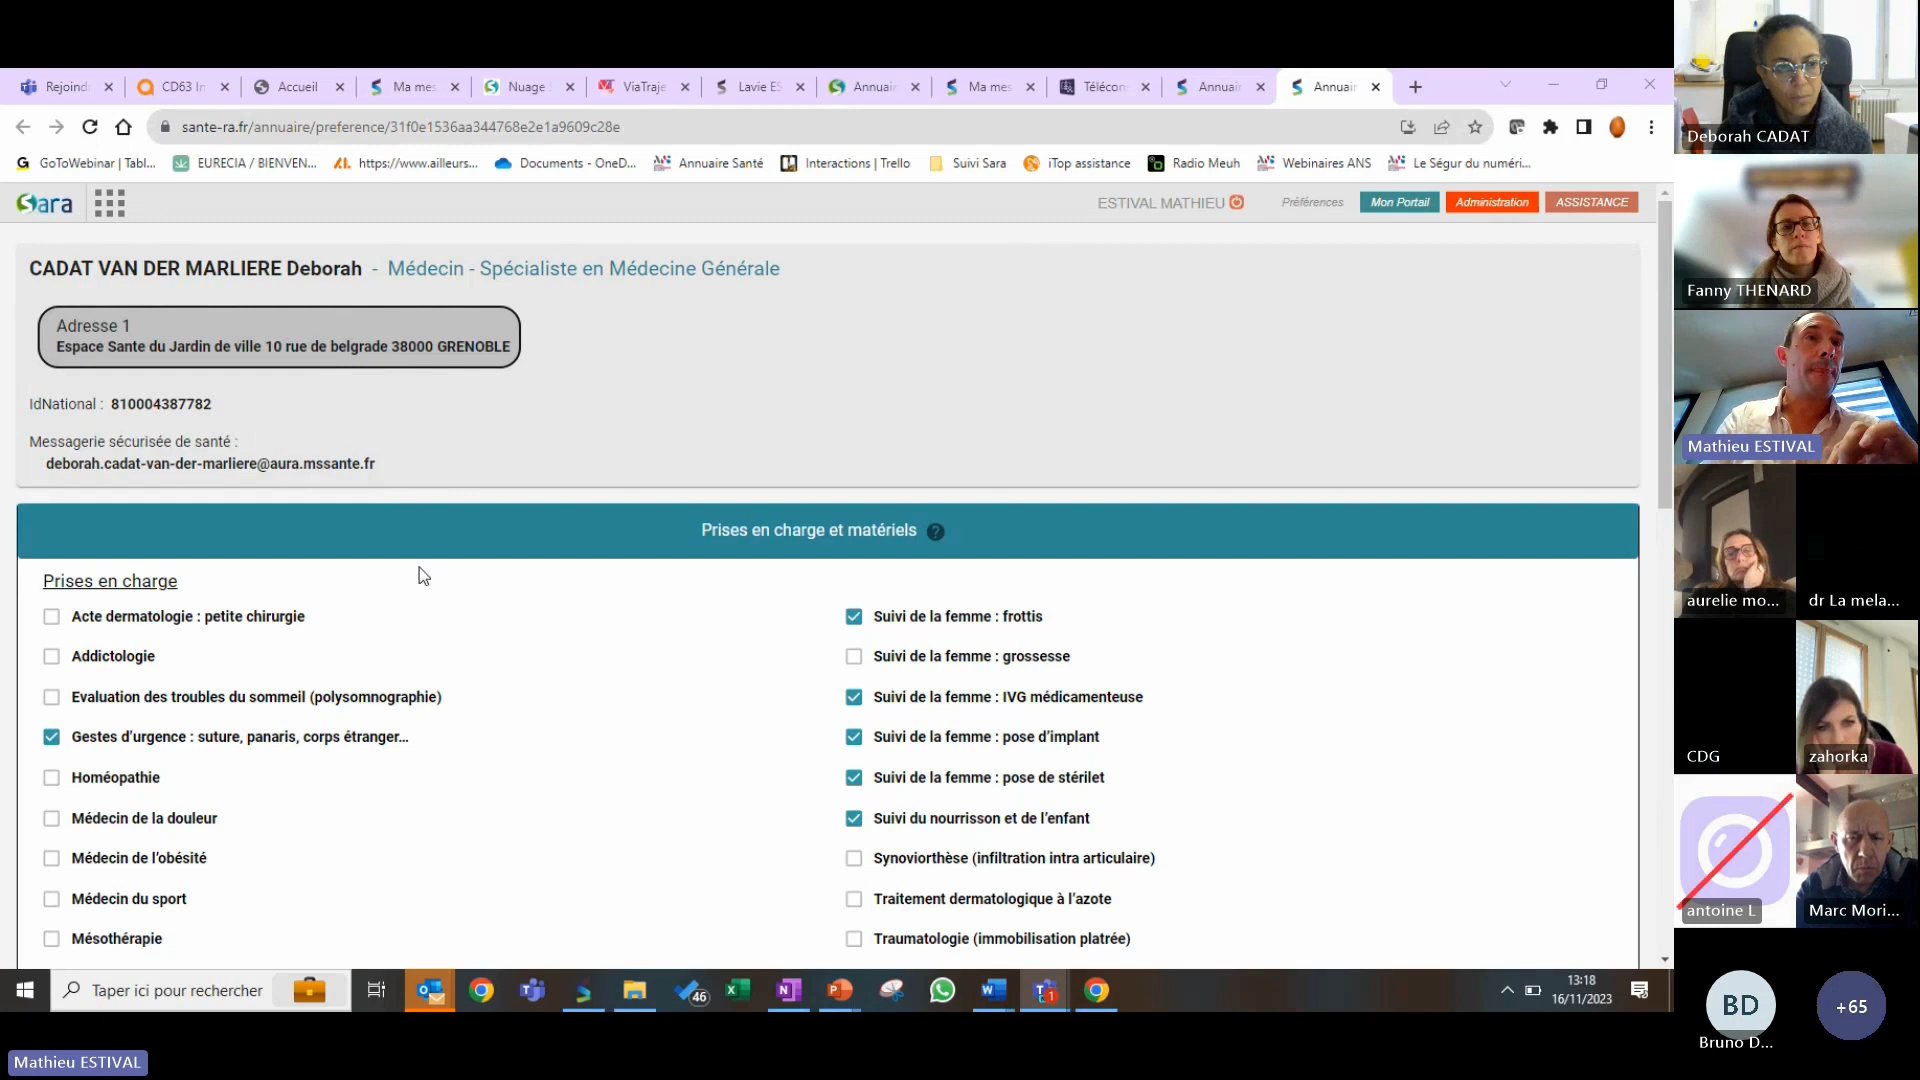 Rejoind
CD63 In
Accueil
Ma mes
Nuage
ViaTraje
Lavie ES
Annuair
Ma mes
Télécon
Annuair
Annuair
sante-ra.fr/annuaire/preference/31f0e1536aa344768e2e1a9609c28e
GoToWebinar | Tabl...
EURECIA / BIENVEN...
https://www.ailleurs...
Documents - OneD...
Annuaire Santé
Interactions | Trello
Suivi Sara
iTop assistance
Radio Meuh
Webinaires ANS
Le Ségur du numéri...
Sara
ESTIVAL MATHIEU
Préférences
Mon Portail
Administration
ASSISTANCE
CADAT VAN DER MARLIERE Deborah - Médecin - Spécialiste en Médecine Générale
Adresse 1
Espace Sante du Jardin de ville 10 rue de belgrade 38000 GRENOBLE
IdNational : 810004387782
Messagerie sécurisée de santé :
deborah.cadat-van-der-marliere@aura.mssante.fr
Prises en charge et matériels ?
Prises en charge
Acte dermatologie : petite chirurgie
Addictologie
Evaluation des troubles du sommeil (polysomnographie)
Gestes d’urgence : suture, panaris, corps étranger...
Homéopathie
Médecin de la douleur
Médecin de l’obésité
Médecin du sport
Mésothérapie
Suivi de la femme : frottis
Suivi de la femme : grossesse
Suivi de la femme : IVG médicamenteuse
Suivi de la femme : pose d’implant
Suivi de la femme : pose de stérilet
Suivi du nourrisson et de l’enfant
Synoviorthèse (infiltration intra articulaire)
Traitement dermatologique à l’azote
Traumatologie (immobilisation platrée)
Taper ici pour rechercher
46
1
13:18
16/11/2023
Mathieu ESTIVAL
Deborah CADAT
Fanny THENARD
Mathieu ESTIVAL
aurelie mo...
dr La mela...
CDG
zahorka
antoine L
Marc Mori...
BD
Bruno D...
+65